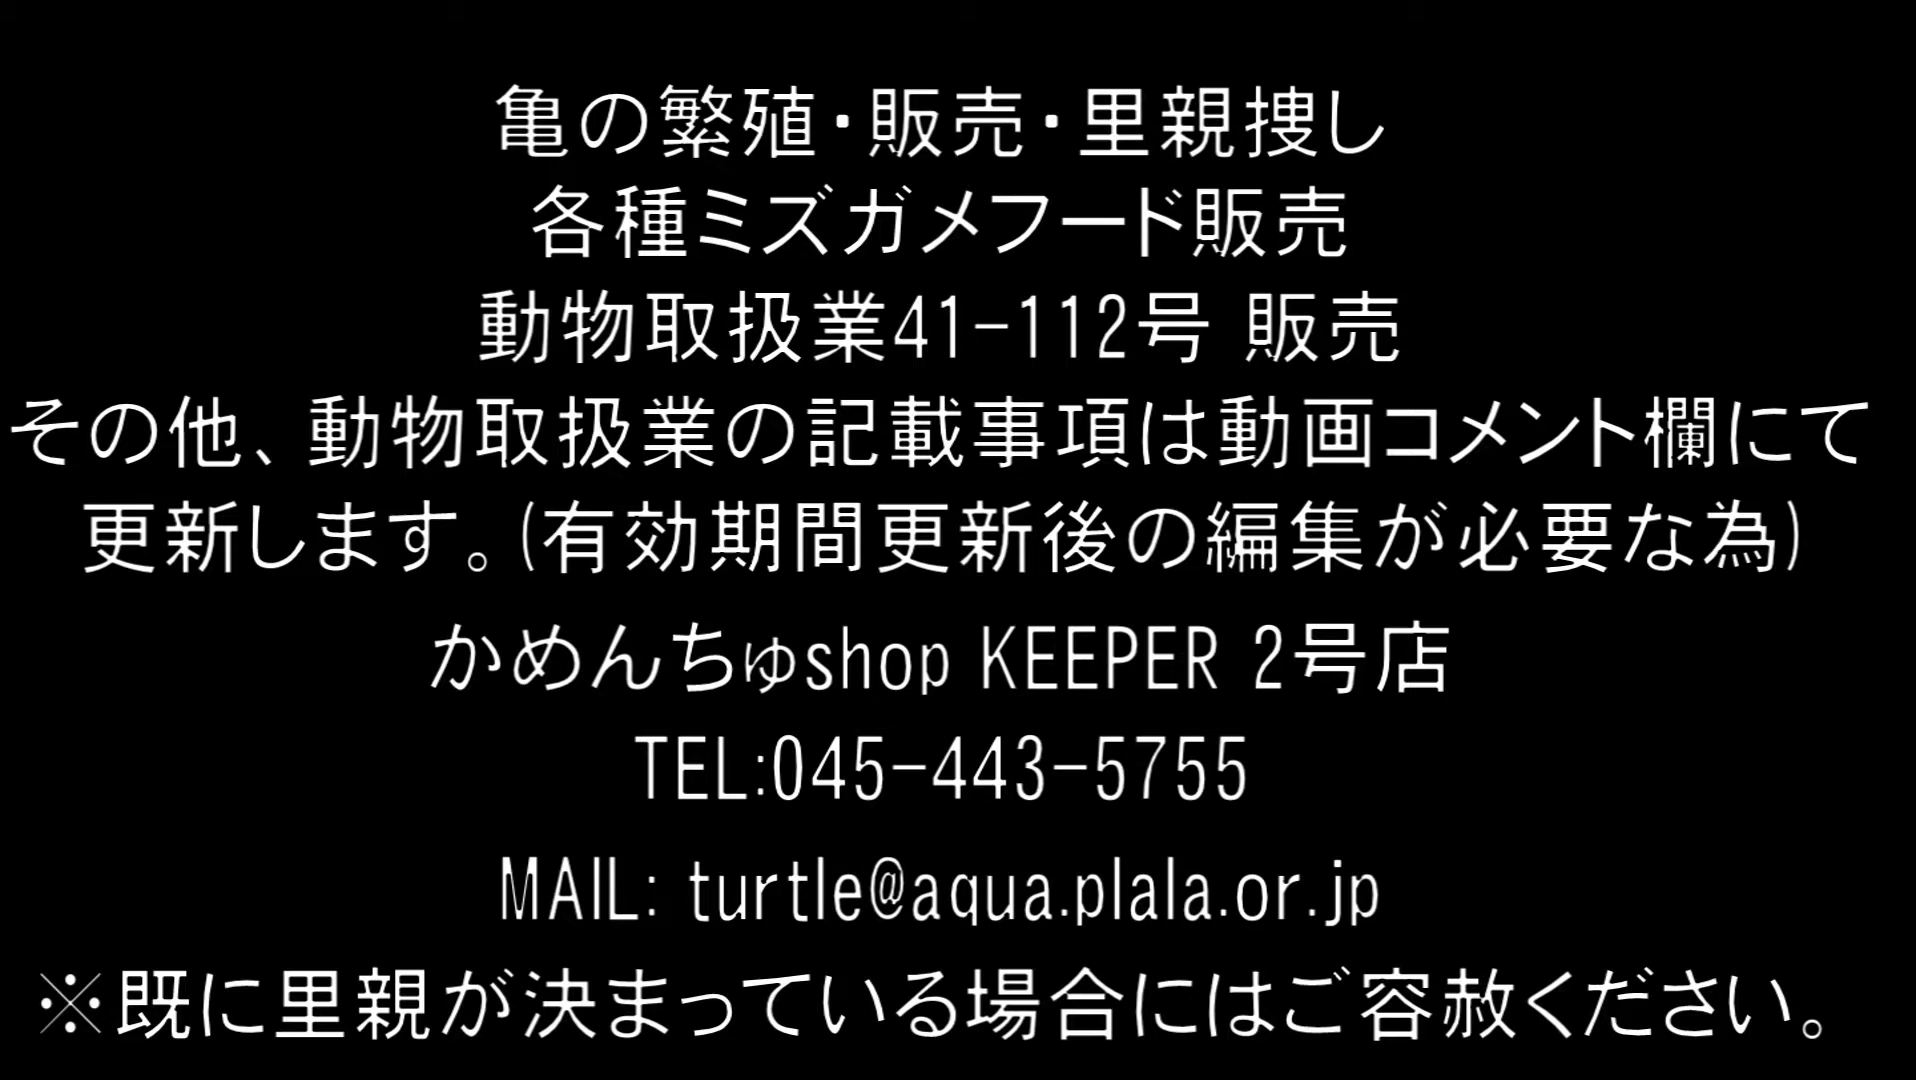 亀の繁殖・販売・里親捜し
各種ミズガメフード販売
動物取扱業41-112号 販売
その他、動物取扱業の記載事項は動画コメント欄にて
更新します。(有効期間更新後の編集が必要な為)
かめんちゅshop KEEPER 2号店
TEL:045-443-5755
MAIL: turtle@aqua.plala.or.jp
※既に里親が決まっている場合にはご容赦ください。